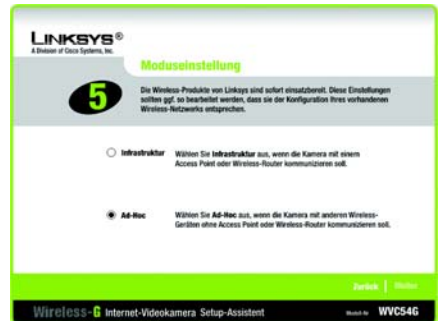 LINKSYS®
A Division of Cisco Systems, Inc.
Moduseinstellung
5
Die Wireless-Produkte von Linksys sind sofort einsatzbereit. Diese Einstellungen
sollten ggf. so bearbeitet werden, dass sie der Konfiguration Ihres vorhandenen
Wireless-Netzwerks entsprechen.
Infrastruktur
Wählen Sie Infrastruktur aus, wenn die Kamera mit einem
Access Point oder Wireless-Router kommunizieren soll.
Ad-Hoc
Wählen Sie Ad-Hoc aus, wenn die Kamera mit anderen Wireless-
Geräten ohne Access Point oder Wireless-Router kommunizieren soll.
Zurück | Weiter
Wireless-G Internet-Videokamera Setup-Assistent
Modell-Nr WVC54G